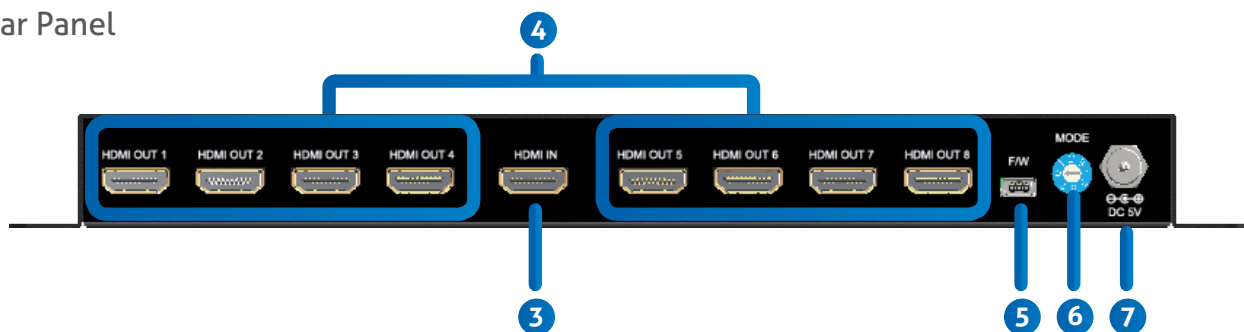 ar Panel
4
MODE
HDMI OUT 1 HDMI OUT 2 HDMI OUT 3 HDMI OUT 4 HDMI IN HDMI OUT 5 HDMI OUT 6 HDMI OUT 7 HDMI OUT 8 F/W
DC 5V
3 5 6 7